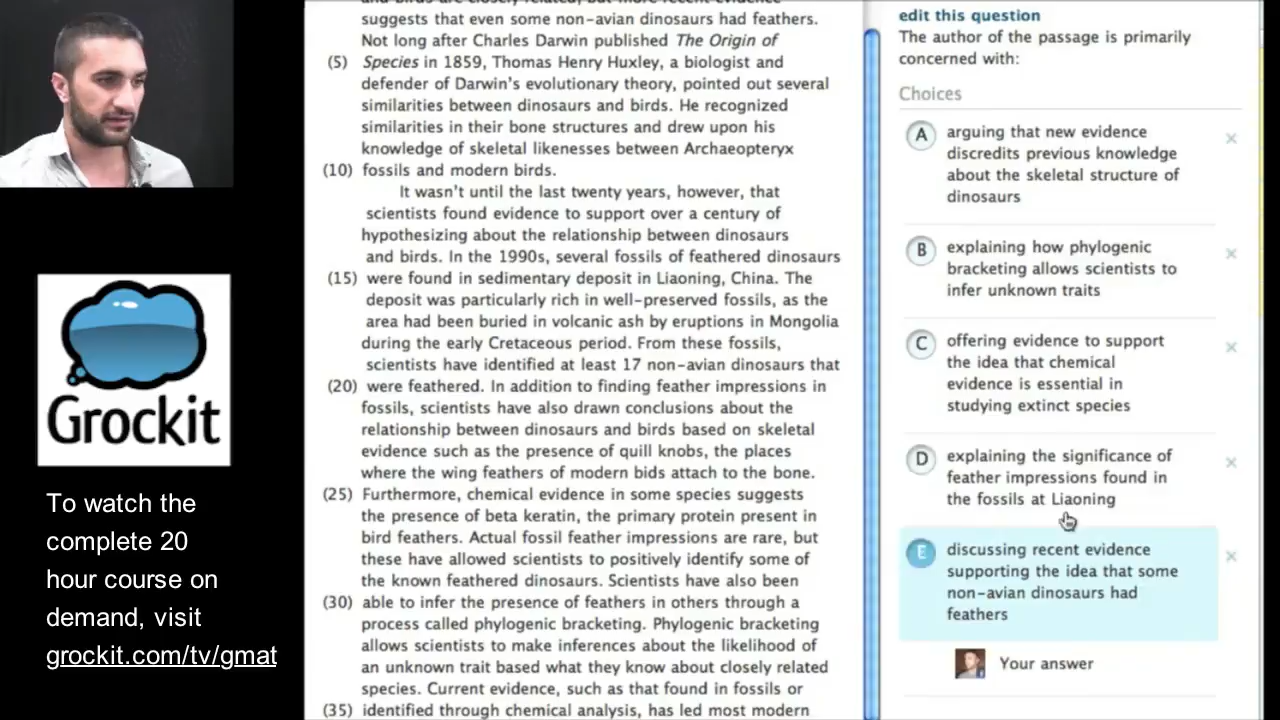 and birds are closely related, but more recent evidence
suggests that even some non-avian dinosaurs had feathers.
Not long after Charles Darwin published The Origin of
(5) Species in 1859, Thomas Henry Huxley, a biologist and
defender of Darwin's evolutionary theory, pointed out several
similarities between dinosaurs and birds. He recognized
similarities in their bone structures and drew upon his
knowledge of skeletal likenesses between Archaeopteryx
(10) fossils and modern birds.
It wasn't until the last twenty years, however, that
scientists found evidence to support over a century of
hypothesizing about the relationship between dinosaurs
and birds. In the 1990s, several fossils of feathered dinosaurs
(15) were found in sedimentary deposit in Liaoning, China. The
deposit was particularly rich in well-preserved fossils, as the
area had been buried in volcanic ash by eruptions in Mongolia
during the early Cretaceous period. From these fossils,
scientists have identified at least 17 non-avian dinosaurs that
(20) were feathered. In addition to finding feather impressions in
fossils, scientists have also drawn conclusions about the
relationship between dinosaurs and birds based on skeletal
evidence such as the presence of quill knobs, the places
where the wing feathers of modern bids attach to the bone.
(25) Furthermore, chemical evidence in some species suggests
the presence of beta keratin, the primary protein present in
bird feathers. Actual fossil feather impressions are rare, but
these have allowed scientists to positively identify some of
the known feathered dinosaurs. Scientists have also been
(30) able to infer the presence of feathers in others through a
process called phylogenic bracketing. Phylogenic bracketing
allows scientists to make inferences about the likelihood of
an unknown trait based what they know about closely related
species. Current evidence, such as that found in fossils or
(35) identified through chemical analysis, has led most modern
edit this question
The author of the passage is primarily
concerned with:
Choices
A arguing that new evidence
discredits previous knowledge
about the skeletal structure of
dinosaurs
B explaining how phylogenic
bracketing allows scientists to
infer unknown traits
C offering evidence to support
the idea that chemical
evidence is essential in
studying extinct species
D explaining the significance of
feather impressions found in
the fossils at Liaoning
E discussing recent evidence
supporting the idea that some
non-avian dinosaurs had
feathers
Your answer
Grockit
To watch the
complete 20
hour course on
demand, visit
grockit.com/tv/gmat